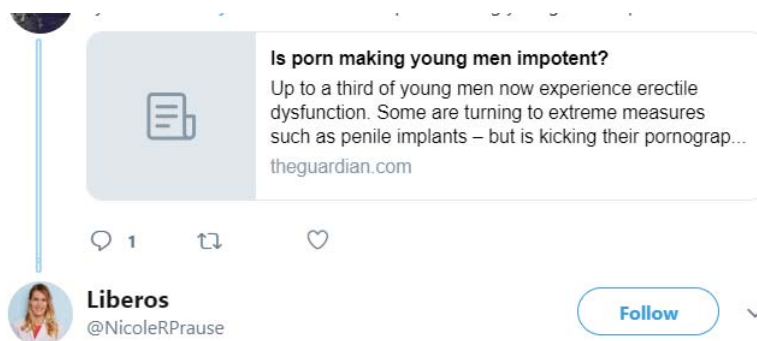 Is porn making young men impotent?
Up to a third of young men now experience erectile
dysfunction. Some are turning to extreme measures
such as penile implants – but is kicking their pornograp...
theguardian.com
1
Liberos
Follow
@NicoleRPrause